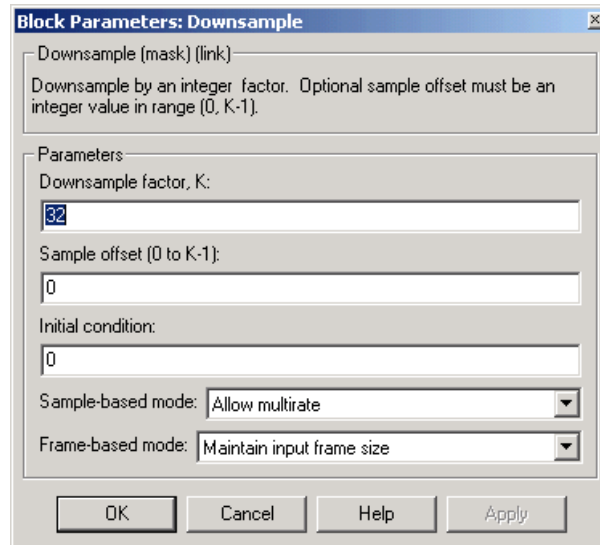 Block Parameters: Downsample
Downsample (mask) (link)
Downsample by an integer factor. Optional sample offset must be an
integer value in range (0, K-1).
Parameters
Downsample factor, K:
32
Sample offset (0 to K-1):
0
Initial condition:
0
Sample-based mode: Allow multirate
Frame-based mode: Maintain input frame size
OK Cancel Help Apply